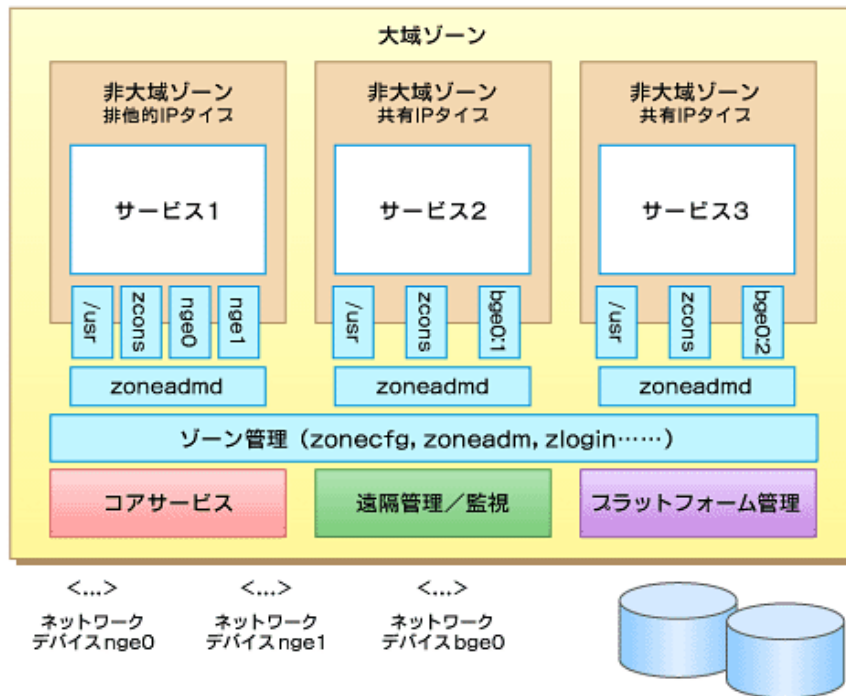 大域ゾーン
非大域ゾーン
排他的IPタイプ
非大域ゾーン
共有IPタイプ
非大域ゾーン
共有IPタイプ
サービス1
サービス2
サービス3
/usr
zcons
nge0
nge1
/usr
zcons
bge0:1
/usr
zcons
bge0:2
zoneadmd
zoneadmd
zoneadmd
ゾーン管理（zonecfg, zoneadm, zlogin……）
コアサービス
遠隔管理／監視
プラットフォーム管理
<...>
<...>
<...>
ネットワーク
デバイスnge0
ネットワーク
デバイスnge1
ネットワーク
デバイスbge0